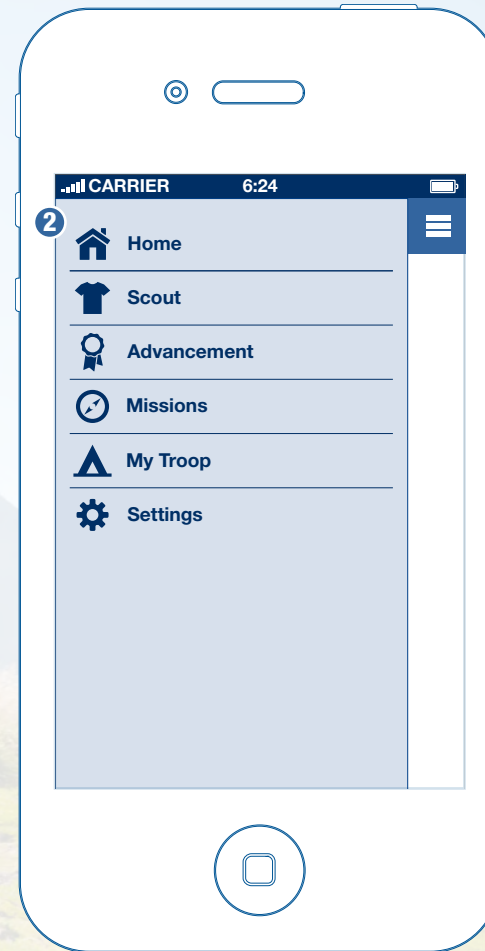 CARRIER 6:24
2
Home
Scout
Advancement
Missions
My Troop
Settings